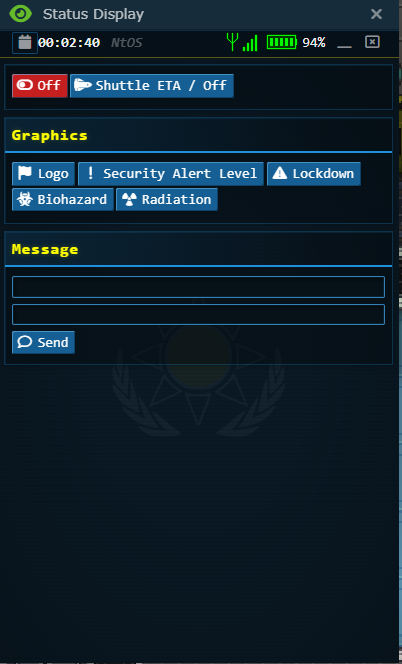 Status Display
00:02:40 NtOS 94%
Off Shuttle ETA / Off
Graphics
Logo Security Alert Level Lockdown
Biohazard Radiation
Message
Send